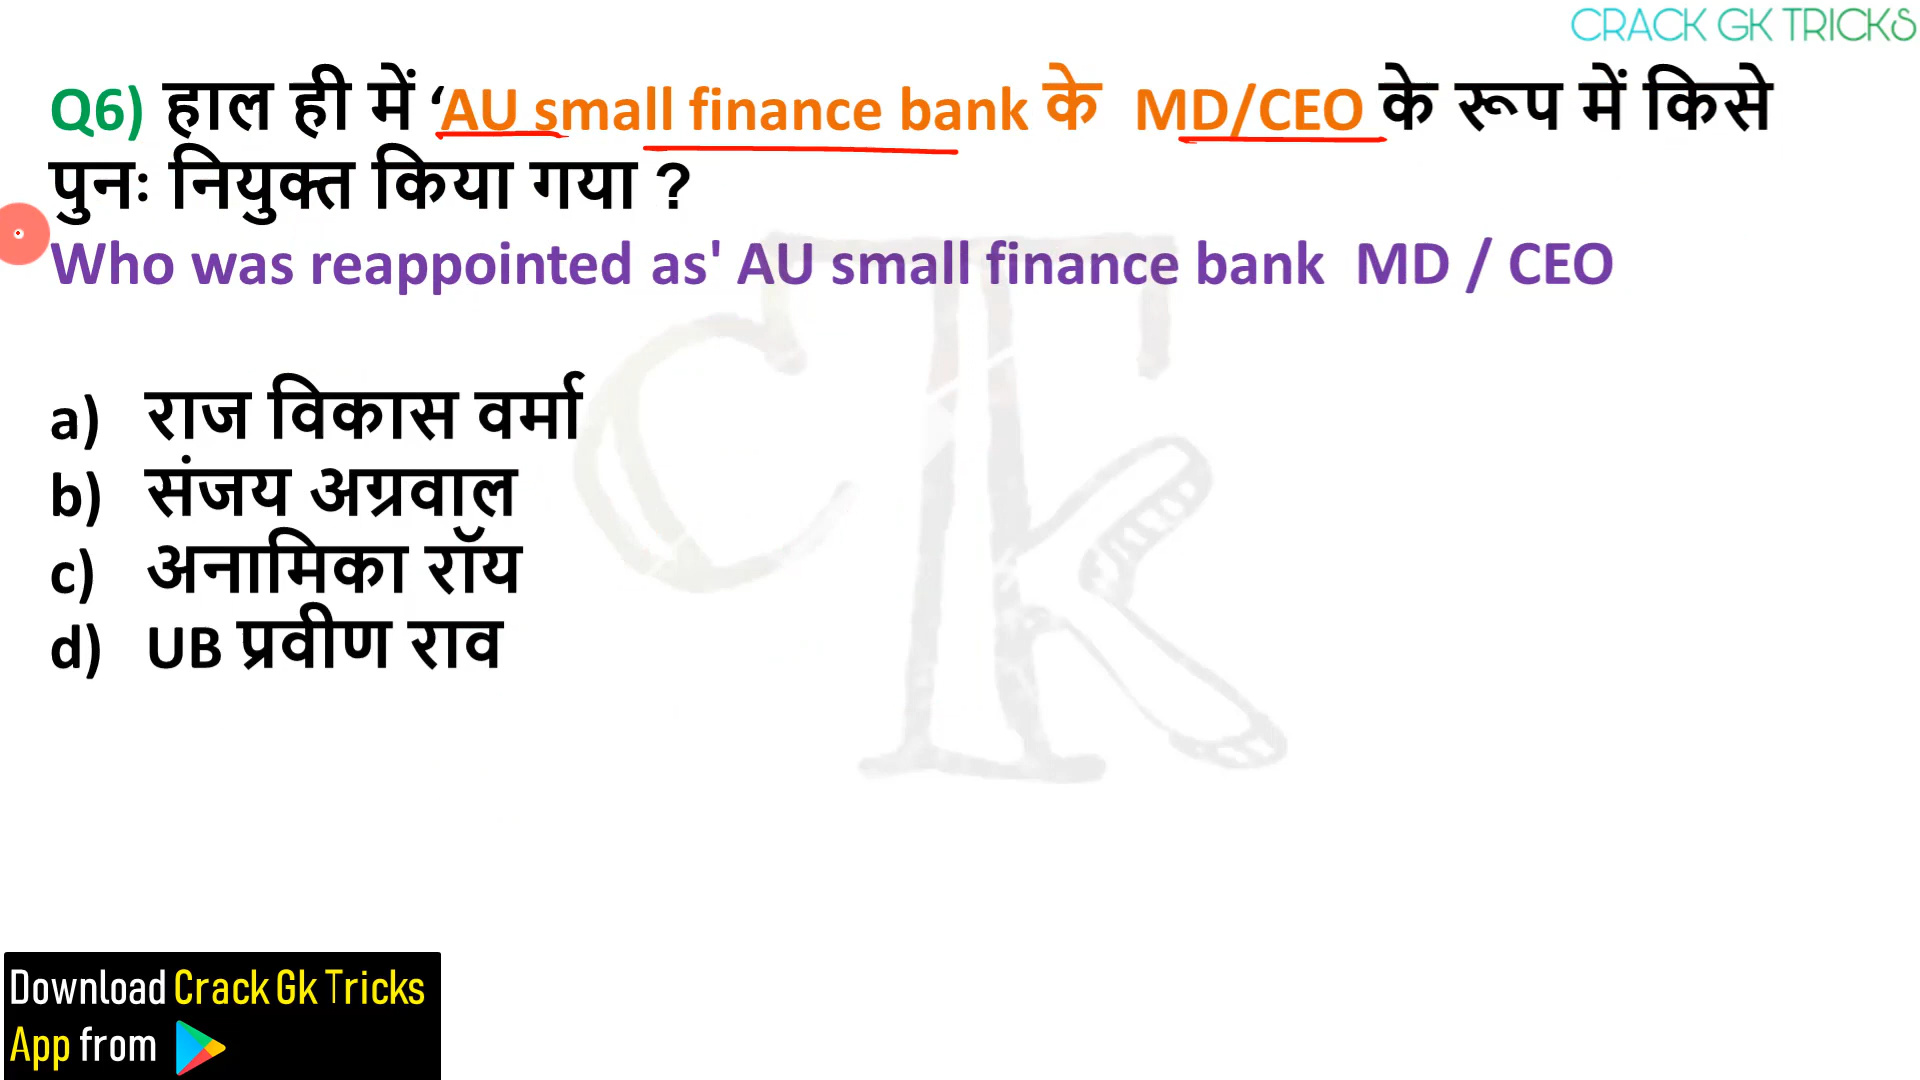 CRACK GK TRICKS
Q6) हाल ही में ‘AU small finance bank के MD/CEO के रूप में किसे
पुनः नियुक्त किया गया ?
Who was reappointed as' AU small finance bank MD / CEO
a) राज विकास वर्मा
b) संजय अग्रवाल
c) अनामिका रॉय
d) UB प्रवीण राव
CTK
Download Crack Gk Tricks
App from